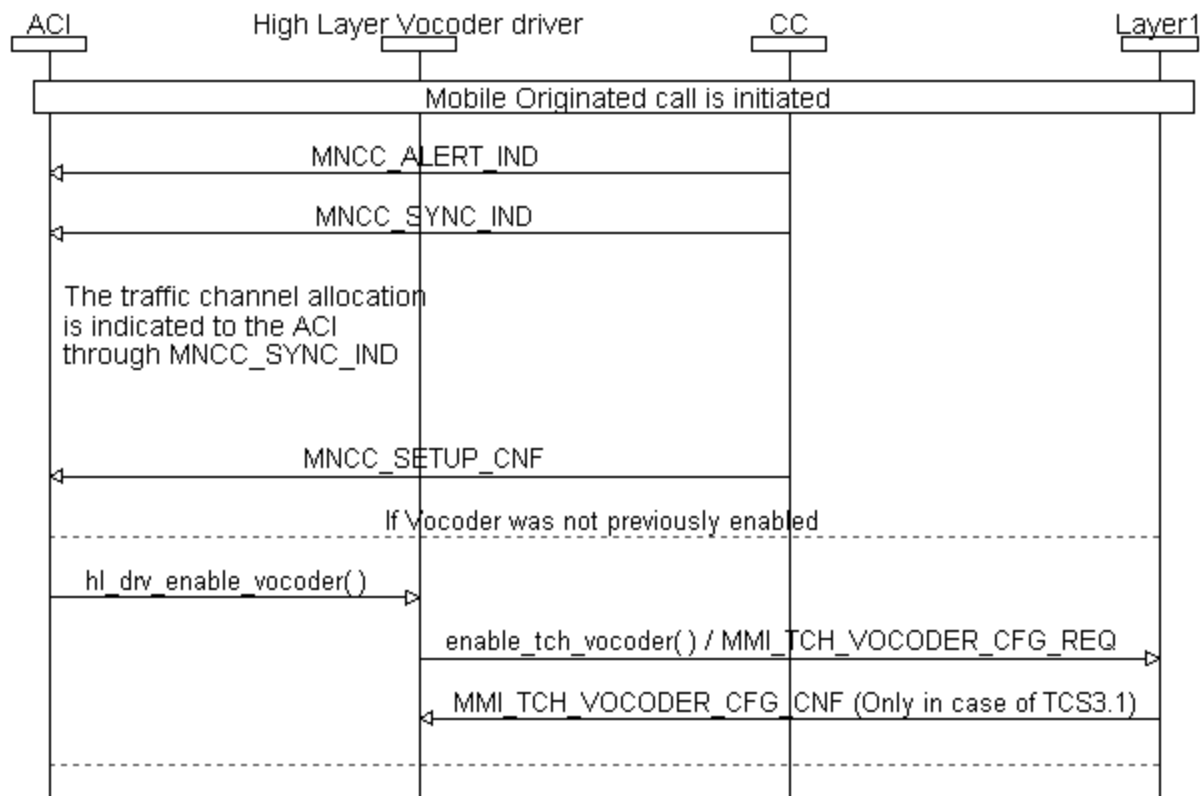 ACI
High Layer Vocoder driver
CC
Layer1
Mobile Originated call is initiated
MNCC_ALERT_IND
MNCC_SYNC_IND
The traffic channel allocation
is indicated to the ACI
through MNCC_SYNC_IND
MNCC_SETUP_CNF
If Vocoder was not previously enabled
hl_drv_enable_vocoder()
enable_tch_vocoder() / MMI_TCH_VOCODER_CFG_REQ
MMI_TCH_VOCODER_CFG_CNF (Only in case of TCS3.1)